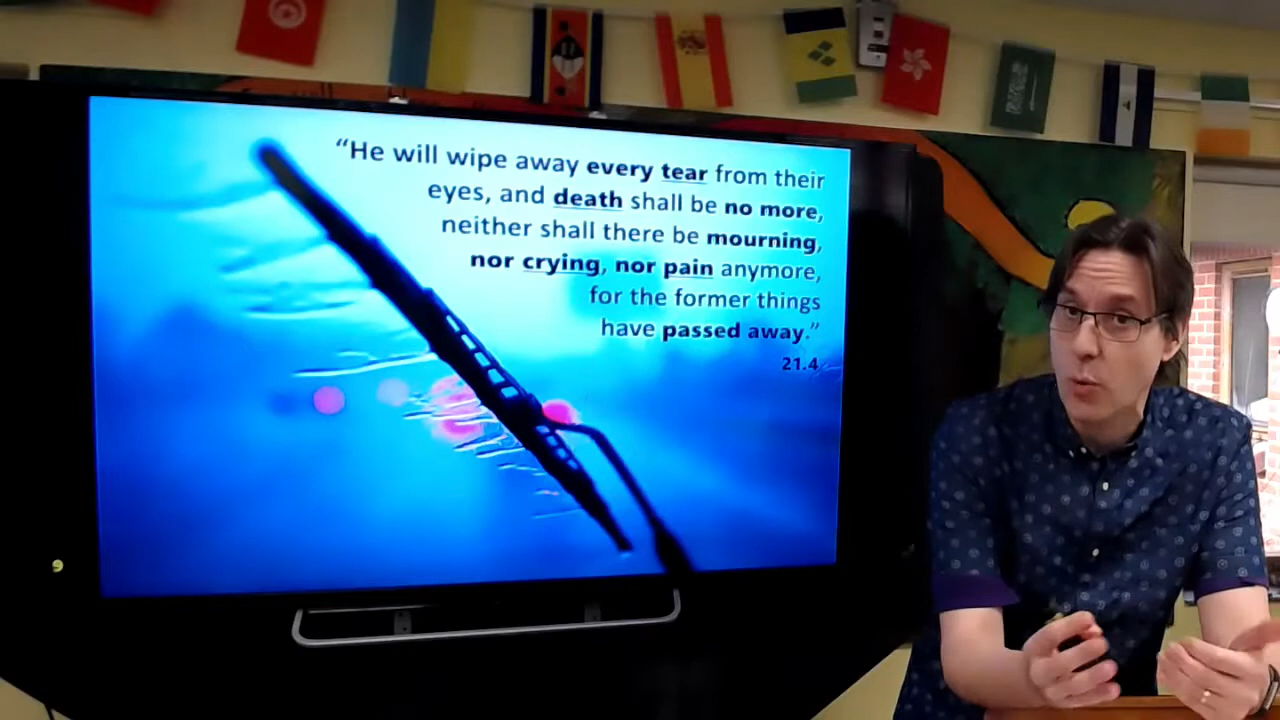 “He will wipe away every tear from their
eyes, and death shall be no more,
neither shall there be mourning,
nor crying, nor pain anymore,
for the former things
have passed away.”
21.4